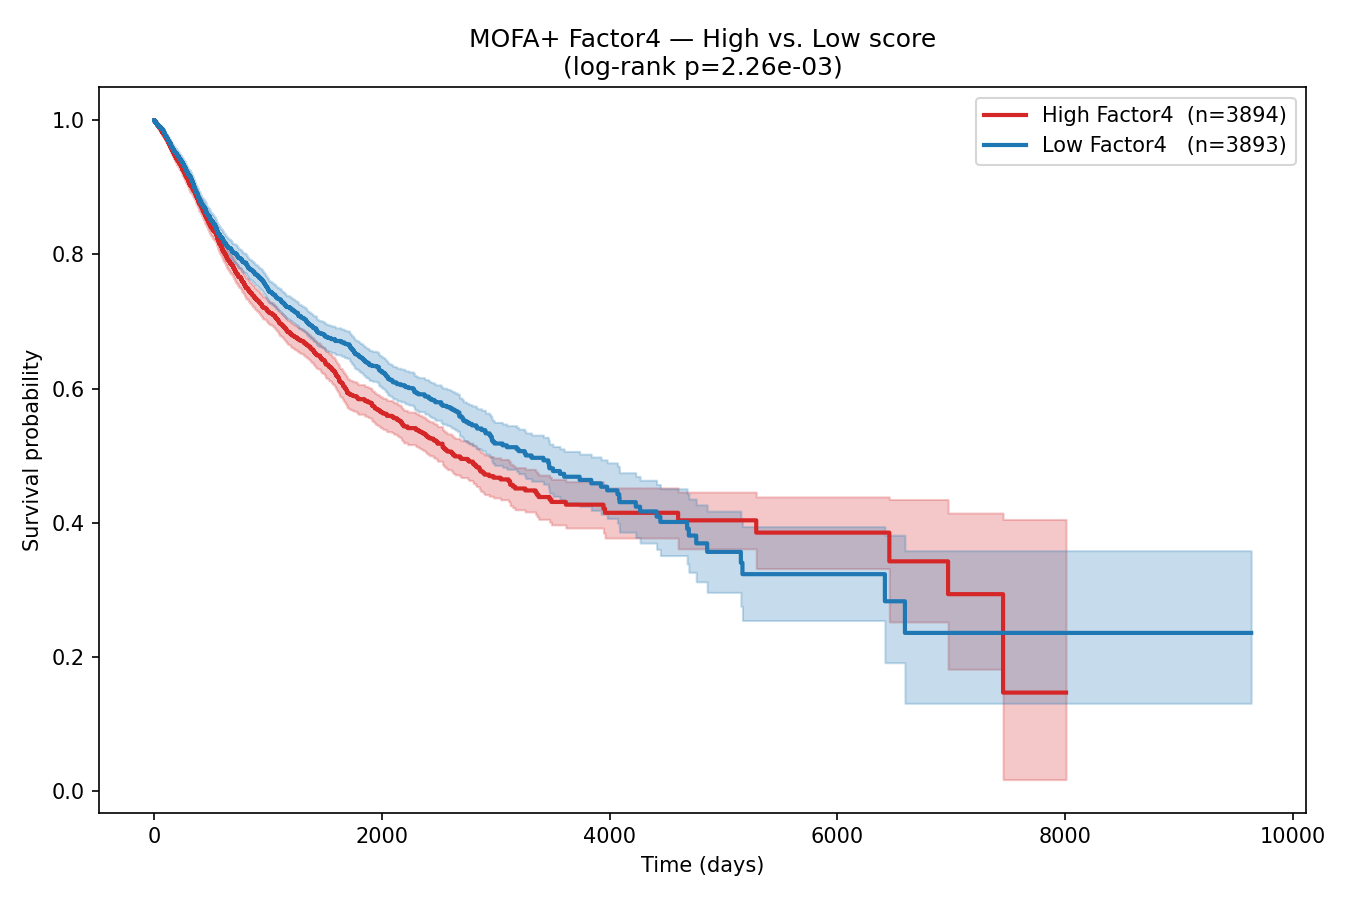 MOFA+ Factor4 — High vs. Low score
(log-rank p=2.26e-03)
High Factor4 (n=3894)
Low Factor4 (n=3893)
Survival probability
1.0
0.8
0.6
0.4
0.2
0.0
0 2000 4000 6000 8000 10000
Time (days)